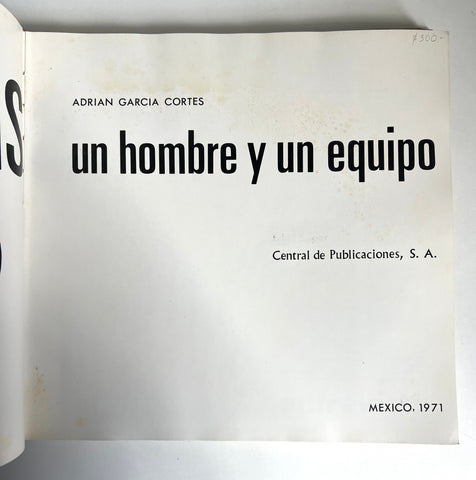 ADRIAN GARCIA CORTES
un hombre y un equipo
Central de Publicaciones, S. A.
MEXICO, 1971